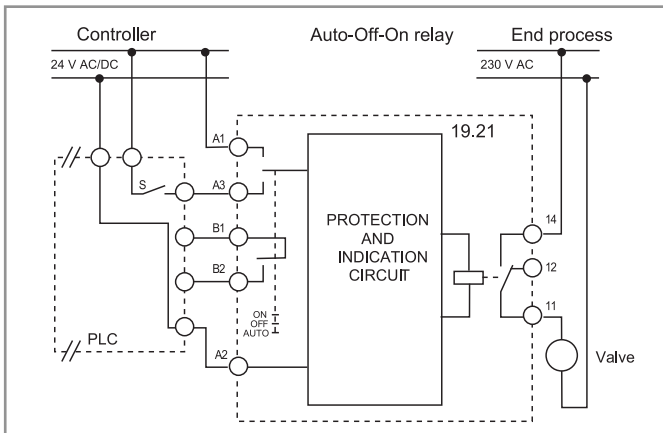 Controller
Auto-Off-On relay
End process
24 V AC/DC
230 V AC
A1
19.21
S
A3
14
B1
PROTECTION
AND
INDICATION
CIRCUIT
12
B2
11
ON
OFF
AUTO
PLC
A2
Valve